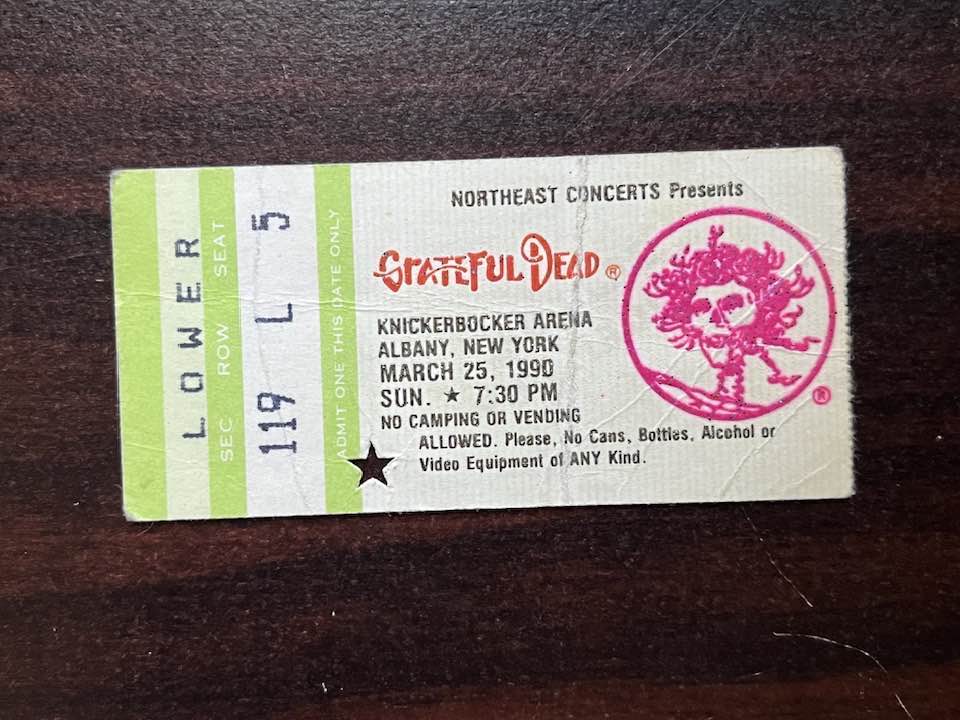 LOWER
SEC ROW SEAT
119 L 5
ADMIT ONE THIS DATE ONLY
NORTHEAST CONCERTS Presents
GRATEFUL DEAD ®
KNICKERBOCKER ARENA
ALBANY, NEW YORK
MARCH 25, 1990
SUN. ★ 7:30 PM
NO CAMPING OR VENDING
ALLOWED. Please, No Cans, Bottles, Alcohol or
Video Equipment of ANY Kind.
®